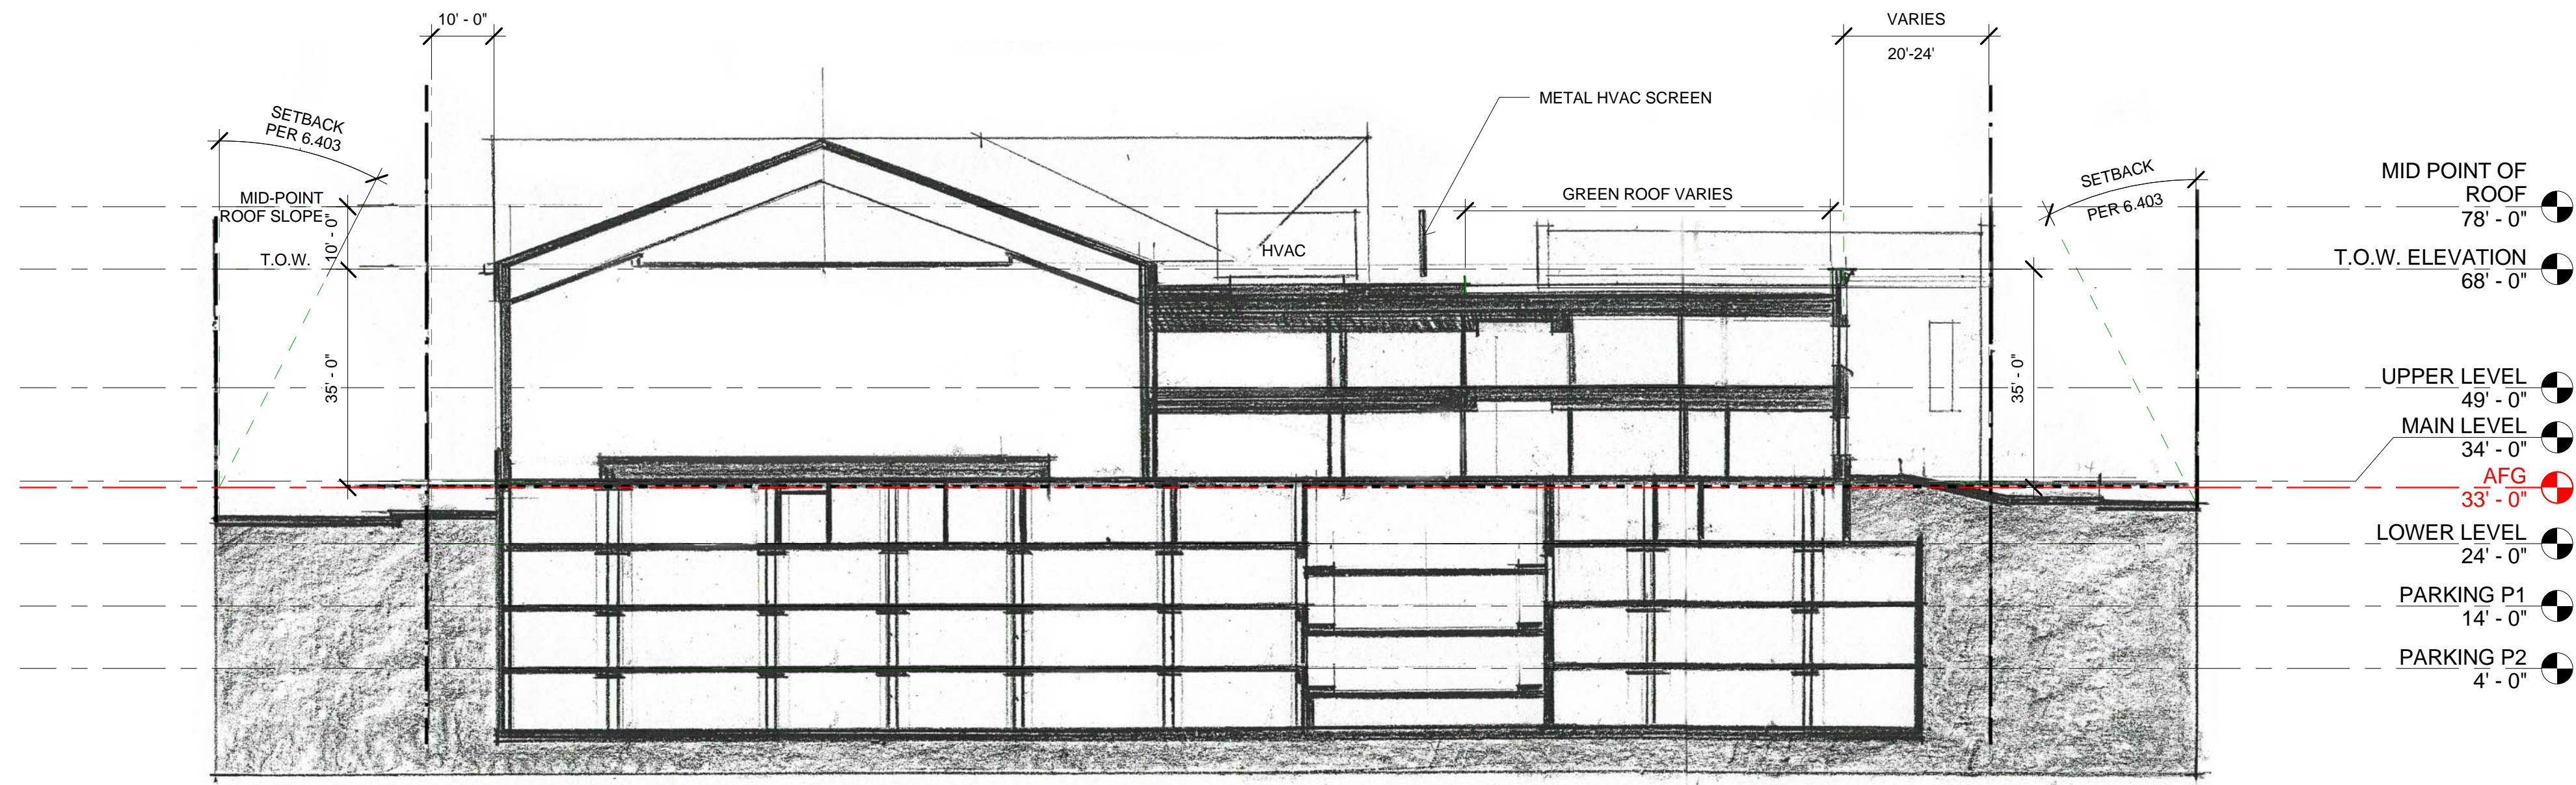 10' - 0"
VARIES
20'-24'
METAL HVAC SCREEN
SETBACK
PER 6.403
MID-POINT
ROOF SLOPE
10' - 0"
T.O.W.
35' - 0"
HVAC
GREEN ROOF VARIES
35' - 0"
SETBACK
PER 6.403
MID POINT OF
ROOF
78' - 0"
T.O.W. ELEVATION
68' - 0"
UPPER LEVEL
49' - 0"
MAIN LEVEL
34' - 0"
AFG
33' - 0"
LOWER LEVEL
24' - 0"
PARKING P1
14' - 0"
PARKING P2
4' - 0"